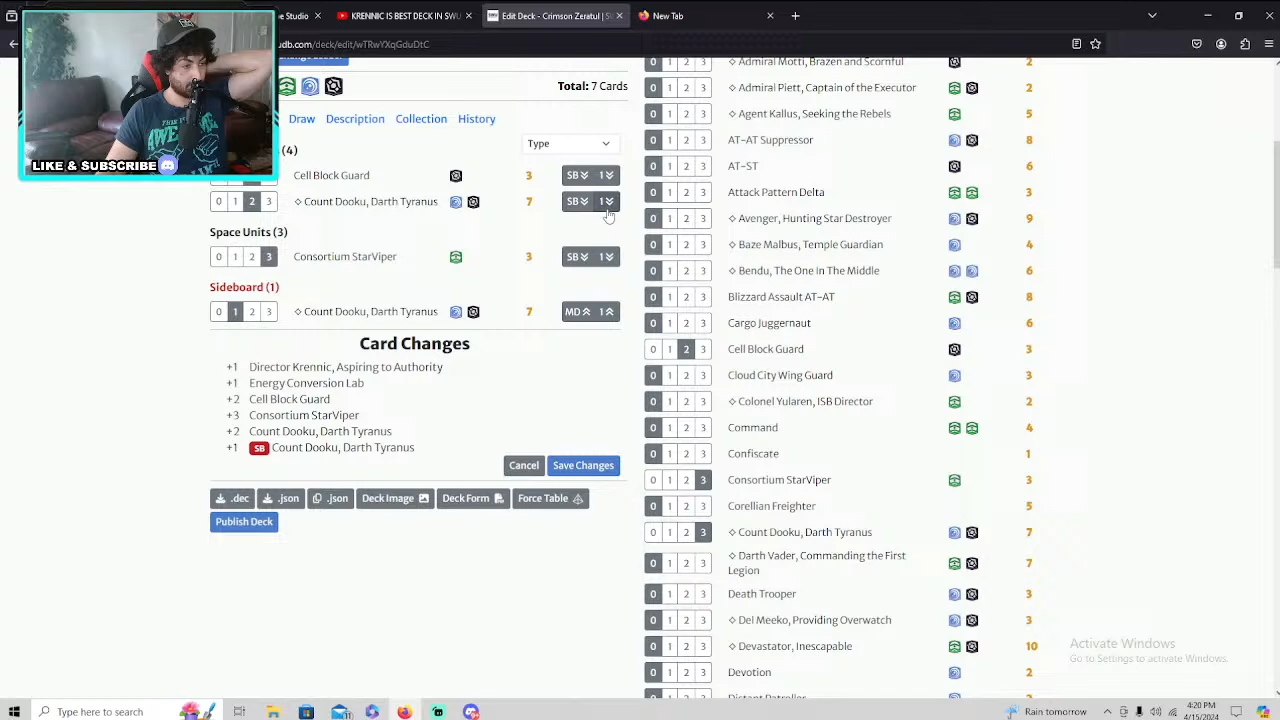 e Studio
SET DIST
Crimson Zenith
New Tab
udb.com/deck/edit/wTRwYXqGduDtC
LIKE & SUBSCRIBE
Total: 7 Cards
Draw Description Collection History
(4)
Cell Block Guard 3 SB 1
0 1 2 3 ✧ Count Dooku, Darth Tyranus 7 SB 1
Space Units (3)
0 1 2 3 Consortium StarViper 3 SB 1
Sideboard (1)
0 1 2 3 ✧ Count Dooku, Darth Tyranus 7 MD 1
Card Changes
+1 Director Krennic, Aspiring to Authority
+1 Energy Conversion Lab
+2 Cell Block Guard
+3 Consortium StarViper
+2 Count Dooku, Darth Tyranus
+1 SB Count Dooku, Darth Tyranus
Cancel Save Changes
.dec .json .json Deck Image Deck Form Force Table
Publish Deck
0 1 2 3 ✧ Admiral Motti, Brazen and Scornful 2
0 1 2 3 ✧ Admiral Piett, Captain of the Executor 2
0 1 2 3 ✧ Agent Kallus, Seeking the Rebels 5
0 1 2 3 AT-AT Suppressor 8
0 1 2 3 AT-ST 6
0 1 2 3 Attack Pattern Delta 3
0 1 2 3 ✧ Avenger, Hunting Star Destroyer 9
0 1 2 3 ✧ Baze Malbus, Temple Guardian 4
0 1 2 3 ✧ Bendu, The One In The Middle 6
0 1 2 3 Blizzard Assault AT-AT 8
0 1 2 3 Cargo Juggernaut 6
0 1 2 3 Cell Block Guard 3
0 1 2 3 Cloud City Wing Guard 3
0 1 2 3 ✧ Colonel Yularen, ISB Director 2
0 1 2 3 Command 4
0 1 2 3 Confiscate 1
0 1 2 3 Consortium StarViper 3
0 1 2 3 Corellian Freighter 5
0 1 2 3 ✧ Count Dooku, Darth Tyranus 7
0 1 2 3 ✧ Darth Vader, Commanding the First
Legion 7
0 1 2 3 Death Trooper 3
0 1 2 3 ✧ Del Meeko, Providing Overwatch 3
0 1 2 3 ✧ Devastator, Inescapable 10
0 1 2 3 Devotion 2
Distant Patroller
Activate Windows
Go to Settings to activate Windows.
Type here to search
Rain tomorrow
4:20 PM
4/15/2024